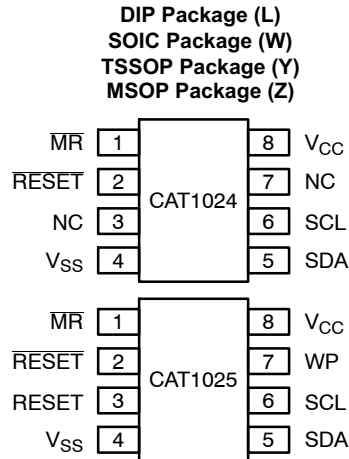 DIP Package (L)
SOIC Package (W)
TSSOP Package (Y)
MSOP Package (Z)
MR 1 8 VCC
RESET 2 7 NC
CAT1024
NC 3 6 SCL
VSS 4 5 SDA
MR 1 8 VCC
RESET 2 7 WP
CAT1025
RESET 3 6 SCL
VSS 4 5 SDA